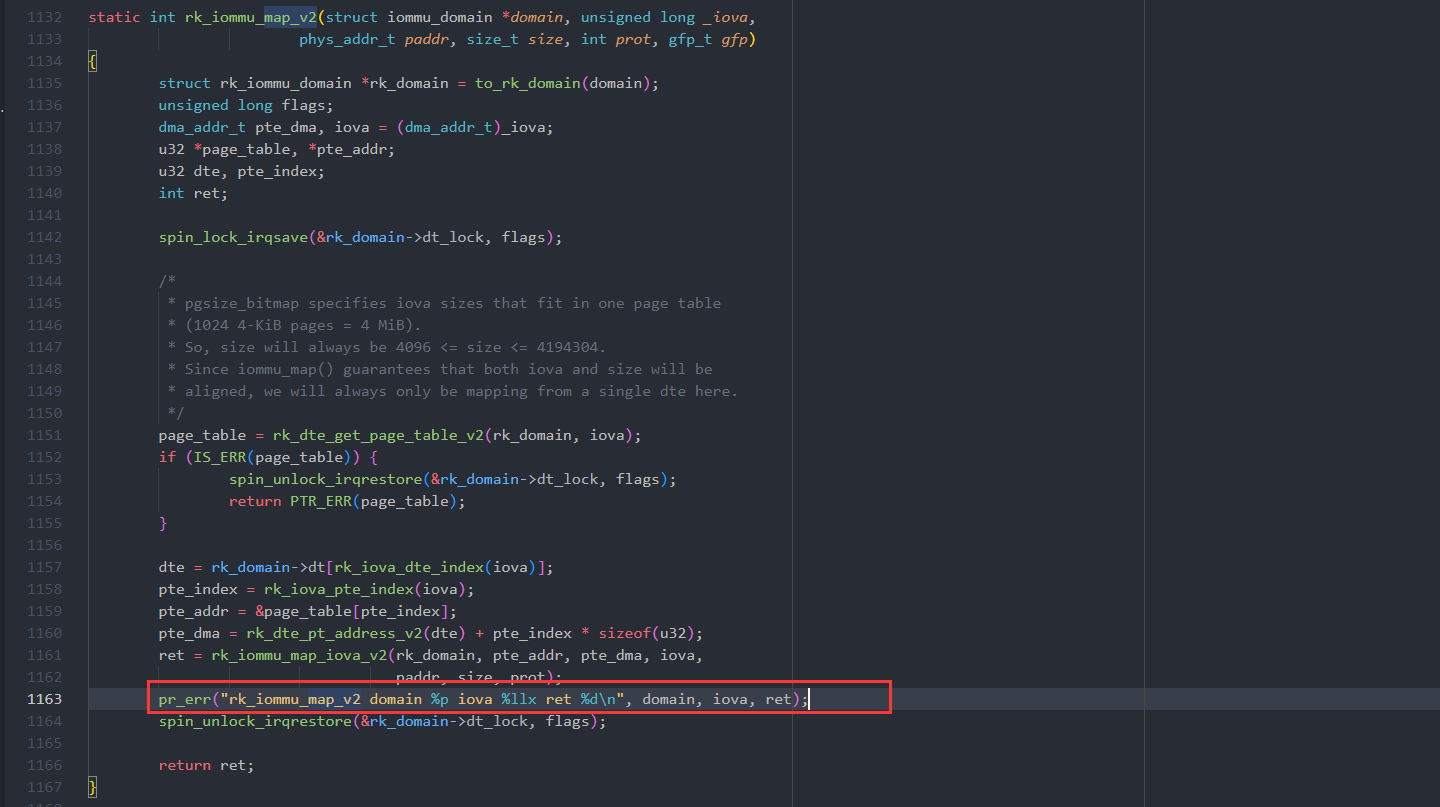 1132 static int rk_iommu_map_v2(struct iommu_domain *domain, unsigned long _iova,
1133 phys_addr_t paddr, size_t size, int prot, gfp_t gfp)
1134 {
1135 struct rk_iommu_domain *rk_domain = to_rk_domain(domain);
1136 unsigned long flags;
1137 dma_addr_t pte_dma, iova = (dma_addr_t)_iova;
1138 u32 *page_table, *pte_addr;
1139 u32 dte, pte_index;
1140 int ret;
1141
1142 spin_lock_irqsave(&rk_domain->dt_lock, flags);
1143
1144 /*
1145 * pgsize_bitmap specifies iova sizes that fit in one page table
1146 * (1024 4-KiB pages = 4 MiB).
1147 * So, size will always be 4096 <= size <= 4194304.
1148 * Since iommu_map() guarantees that both iova and size will be
1149 * aligned, we will always only be mapping from a single dte here.
1150 */
1151 page_table = rk_dte_get_page_table_v2(rk_domain, iova);
1152 if (IS_ERR(page_table)) {
1153 spin_unlock_irqrestore(&rk_domain->dt_lock, flags);
1154 return PTR_ERR(page_table);
1155 }
1156
1157 dte = rk_domain->dt[rk_iova_dte_index(iova)];
1158 pte_index = rk_iova_pte_index(iova);
1159 pte_addr = &page_table[pte_index];
1160 pte_dma = rk_dte_pt_address_v2(dte) + pte_index * sizeof(u32);
1161 ret = rk_iommu_map_iova_v2(rk_domain, pte_addr, pte_dma, iova,
1162 paddr, size, prot);
1163 pr_err("rk_iommu_map_v2 domain %p iova %llx ret %d\n", domain, iova, ret);
1164 spin_unlock_irqrestore(&rk_domain->dt_lock, flags);
1165
1166 return ret;
1167 }